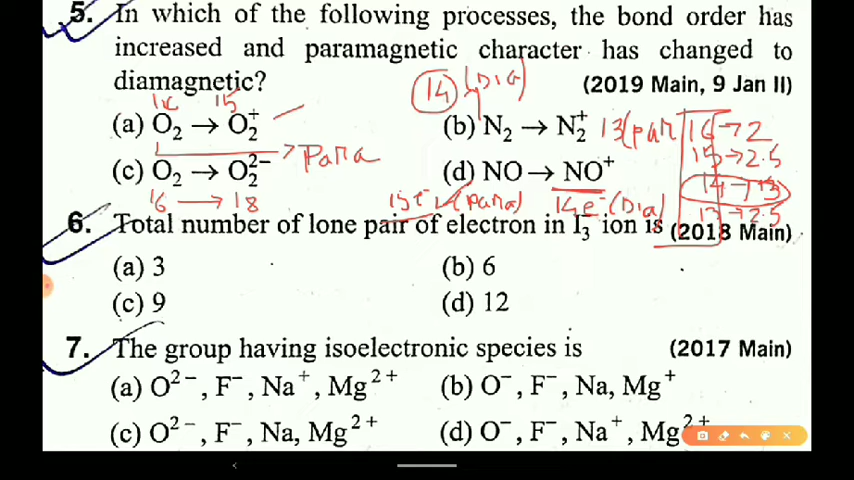 5. In which of the following processes, the bond order has
increased and paramagnetic character has changed to
diamagnetic? (2019 Main, 9 Jan II)
14 (DIA)
16 15
(a) O₂ → O₂⁺ (b) N₂ → N₂⁺ 13(par 16→2
Para 15→2.5
(c) O₂ → O₂²⁻ (d) NO → NO⁺ 14→3
16 → 18 15e⁻ (para) 14e⁻ (Dia) 13→2.5
6. Total number of lone pair of electron in I₃⁻ ion is (2018 Main)
(a) 3 (b) 6
(c) 9 (d) 12
7. The group having isoelectronic species is (2017 Main)
(a) O²⁻, F⁻, Na⁺, Mg²⁺ (b) O⁻, F⁻, Na, Mg⁺
(c) O²⁻, F⁻, Na, Mg²⁺ (d) O⁻, F⁻, Na⁺, Mg²⁺